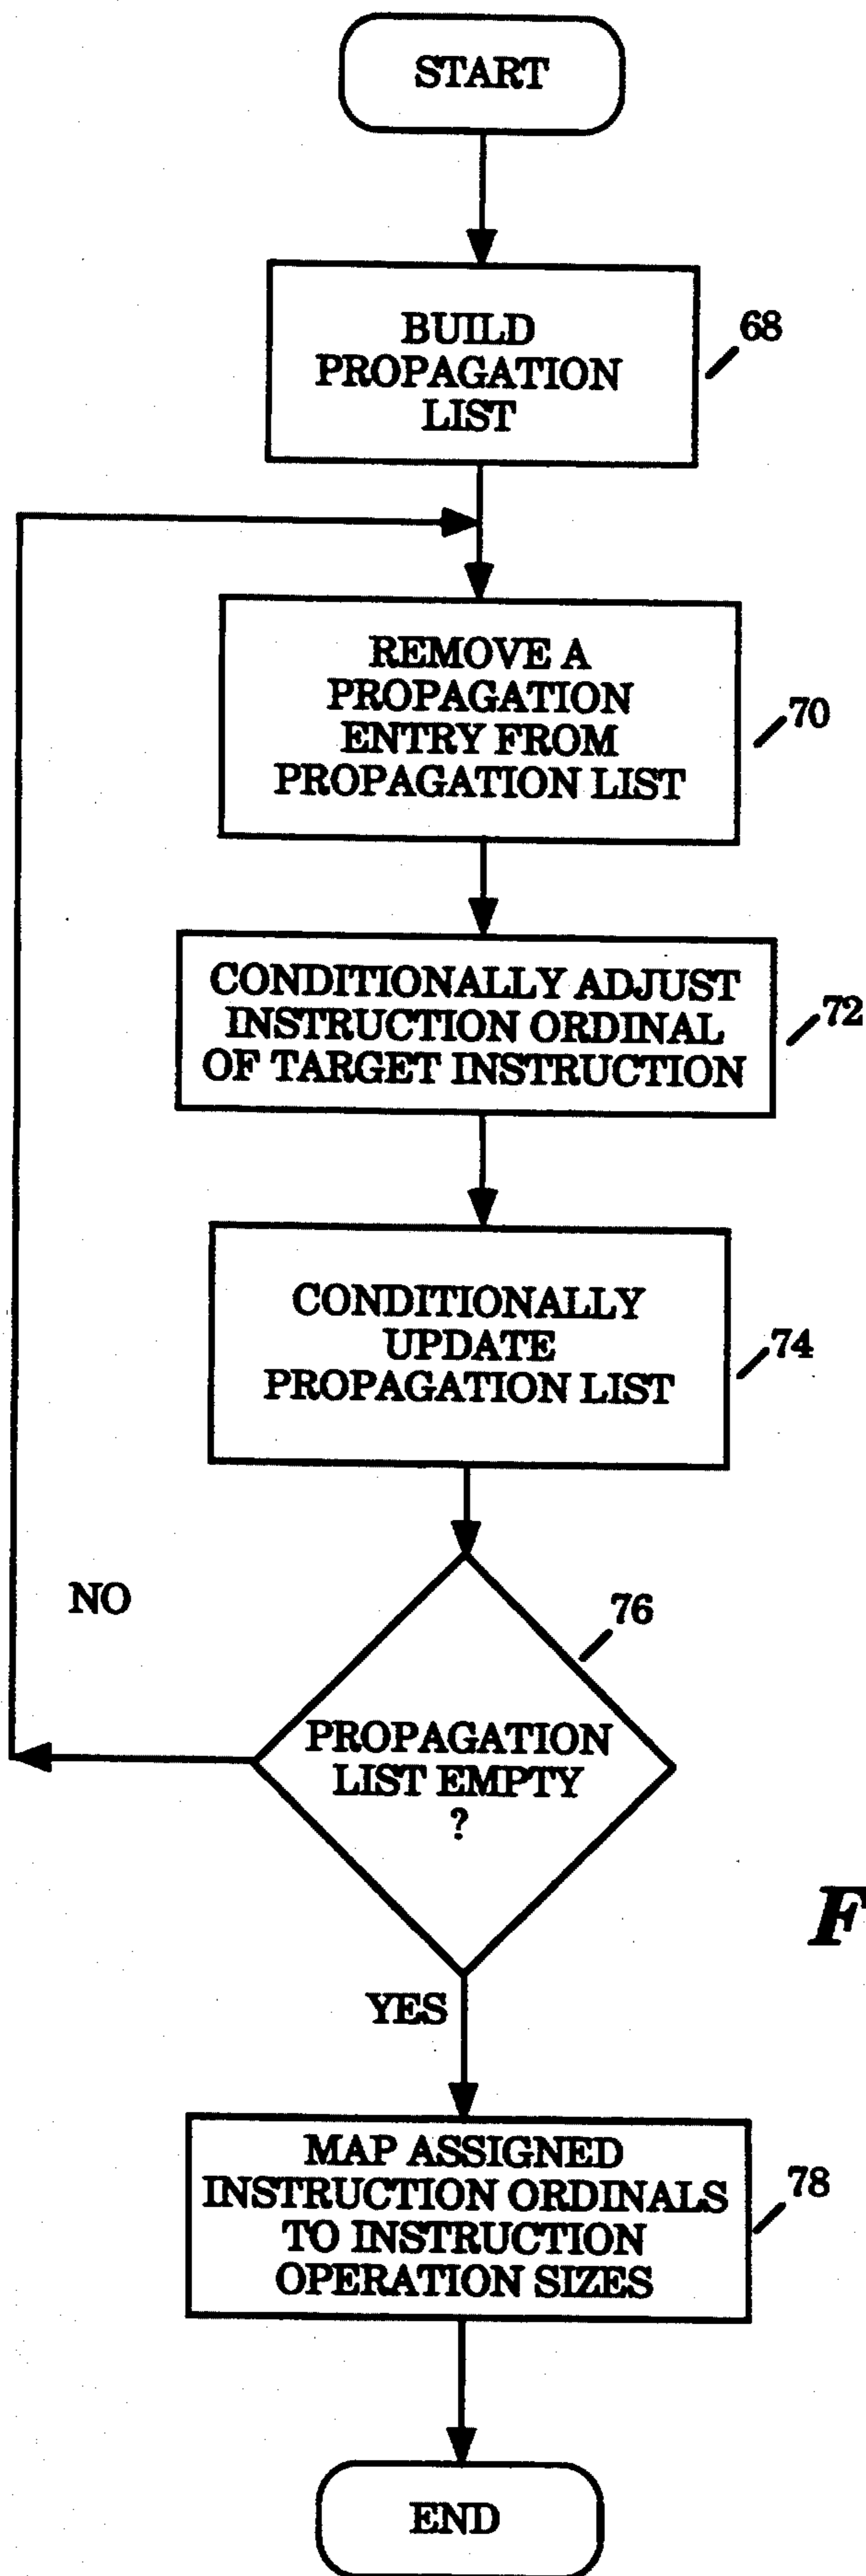 START
BUILD
PROPAGATION
LIST
68
REMOVE A
PROPAGATION
ENTRY FROM
PROPAGATION LIST
70
CONDITIONALLY ADJUST
INSTRUCTION ORDINAL
OF TARGET INSTRUCTION
72
CONDITIONALLY
UPDATE
PROPAGATION LIST
74
NO
76
PROPAGATION
LIST EMPTY
?
F
YES
MAP ASSIGNED
INSTRUCTION ORDINALS
TO INSTRUCTION
OPERATION SIZES
78
END